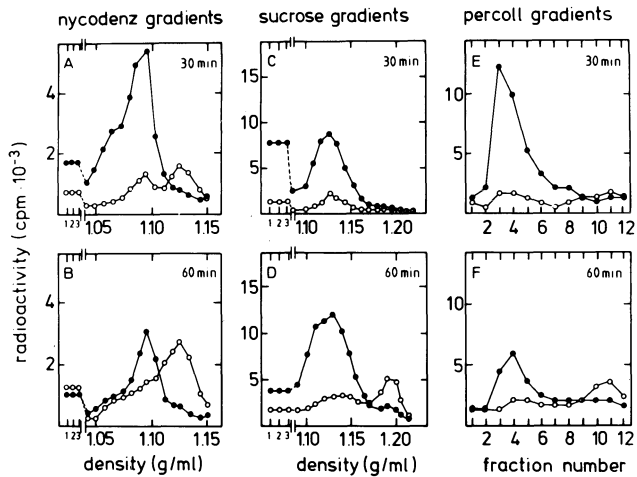 nycodenz gradients sucrose gradients percoll gradients
A 30 min
C 30 min
E 30 min
4
2
15
10
5
10
5
1 2 3 1.05 1.10 1.15
1 2 3 1.10 1.15 1.20
2 4 6 8 10 12
radioactivity (cpm ·10⁻³)
B 60 min
D 60 min
F 60 min
4
2
15
10
5
10
5
1 2 3 1.05 1.10 1.15
1 2 3 1.10 1.15 1.20
2 4 6 8 10 12
density (g/ml) density (g/ml) fraction number